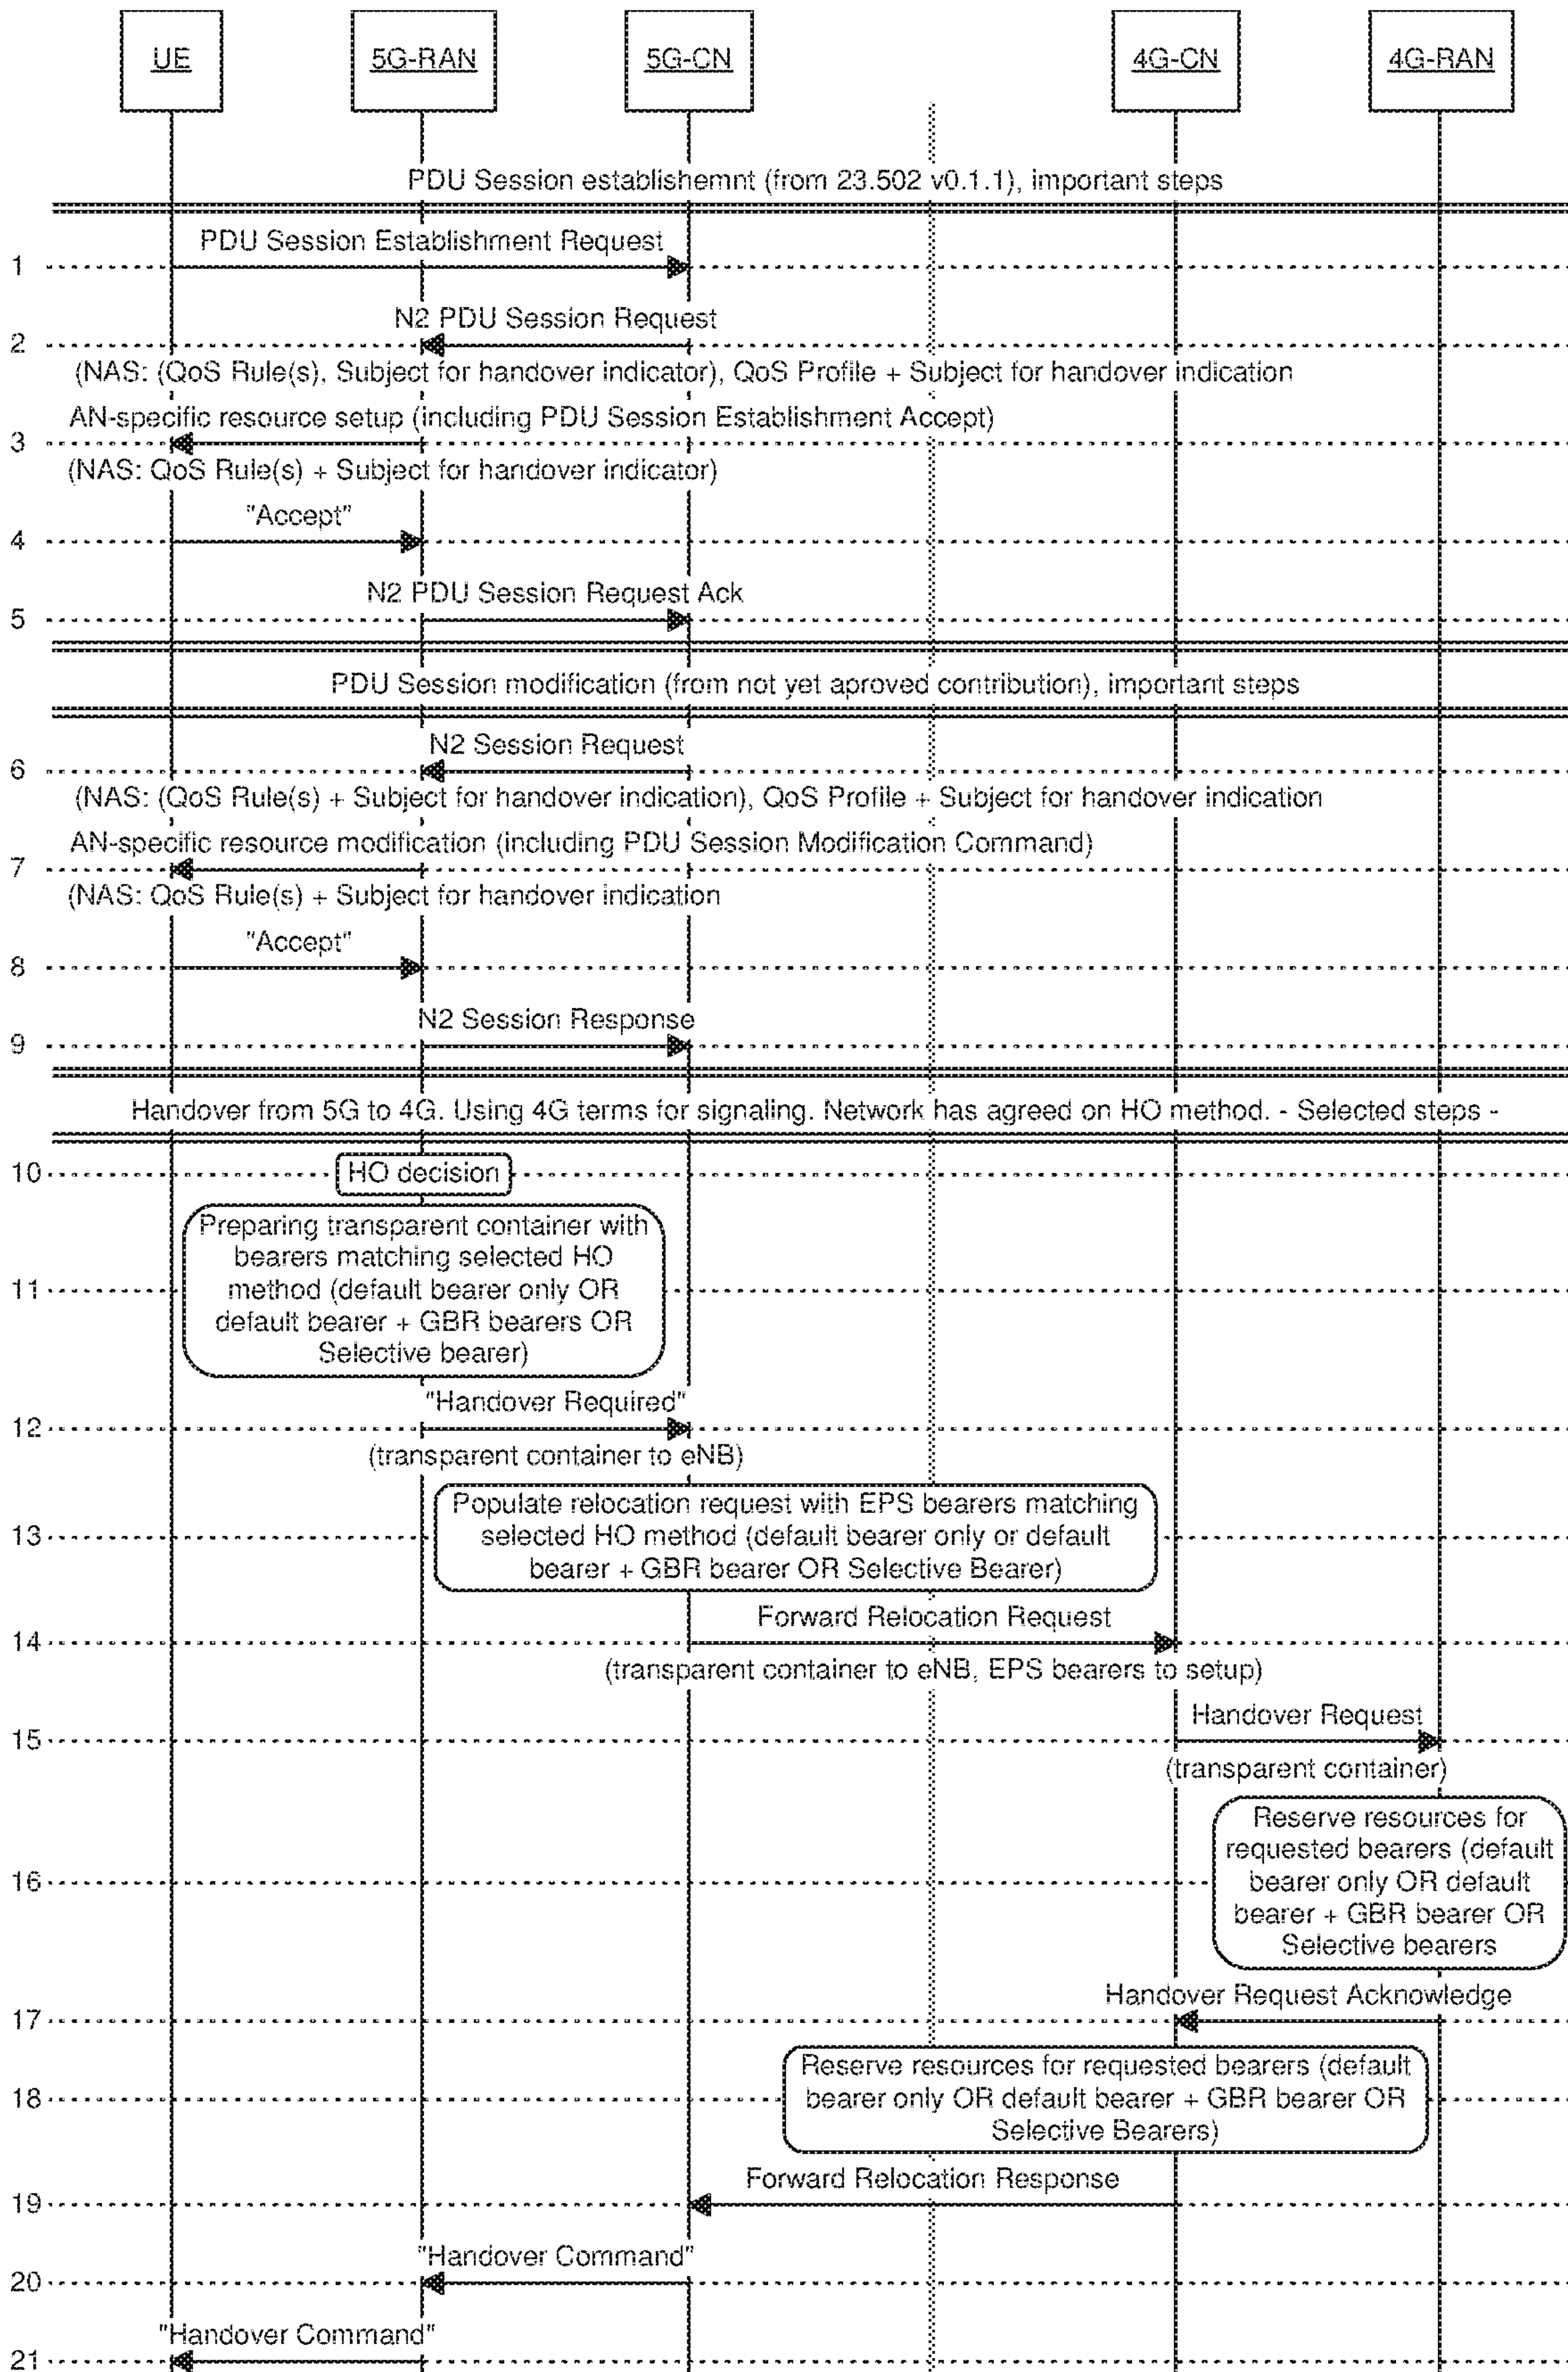 UE
5G-RAN
5G-CN
4G-CN
4G-RAN
PDU Session establishemnt (from 23.502 v0.1.1), important steps
PDU Session Establishment Request
1
N2 PDU Session Request
2
(NAS: (QoS Rule(s), Subject for handover indicator), QoS Profile + Subject for handover indication
AN-specific resource setup (including PDU Session Establishment Accept)
3
(NAS: QoS Rule(s) + Subject for handover indicator)
"Accept"
4
N2 PDU Session Request Ack
5
PDU Session modification (from not yet aproved contribution), important steps
N2 Session Request
6
(NAS: (QoS Rule(s) + Subject for handover indication), QoS Profile + Subject for handover indication
AN-specific resource modification (including PDU Session Modification Command)
7
(NAS: QoS Rule(s) + Subject for handover indication
"Accept"
8
N2 Session Response
9
Handover from 5G to 4G. Using 4G terms for signaling. Network has agreed on HO method. - Selected steps -
10
HO decision
Preparing transparent container with
bearers matching selected HO
11
method (default bearer only OR
default bearer + GBR bearers OR
Selective bearer)
"Handover Required"
12
(transparent container to eNB)
Populate relocation request with EPS bearers matching
13
selected HO method (default bearer only or default
bearer + GBR bearer OR Selective Bearer)
Forward Relocation Request
14
(transparent container to eNB, EPS bearers to setup)
Handover Request
15
(transparent container)
Reserve resources for
requested bearers (default
16
bearer only OR default
bearer + GBR bearer OR
Selective bearers
Handover Request Acknowledge
17
Reserve resources for requested bearers (default
18
bearer only OR default bearer + GBR bearer OR
Selective Bearers)
Forward Relocation Response
19
"Handover Command"
20
"Handover Command"
21